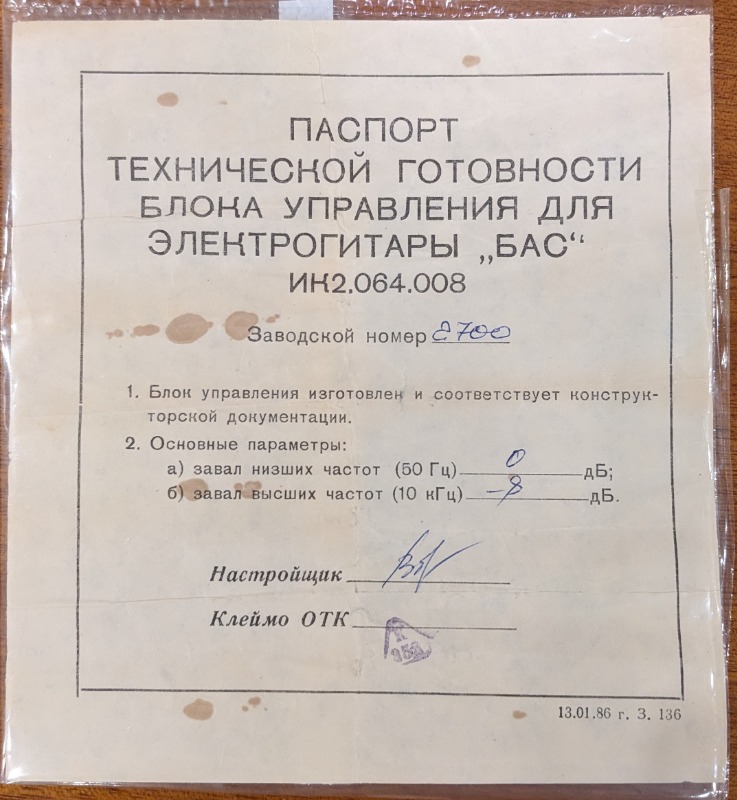 ПАСПОРТ
ТЕХНИЧЕСКОЙ ГОТОВНОСТИ
БЛОКА УПРАВЛЕНИЯ ДЛЯ
ЭЛЕКТРОГИТАРЫ „БАС“
ИК2.064.008
Заводской номер 2700
1. Блок управления изготовлен и соответствует конструк-
торской документации.
2. Основные параметры:
а) завал низших частот (50 Гц) 0 дБ;
б) завал высших частот (10 кГц) -8 дБ.
Настройщик
Клеймо ОТК
К
13.01.86 г. З. 136